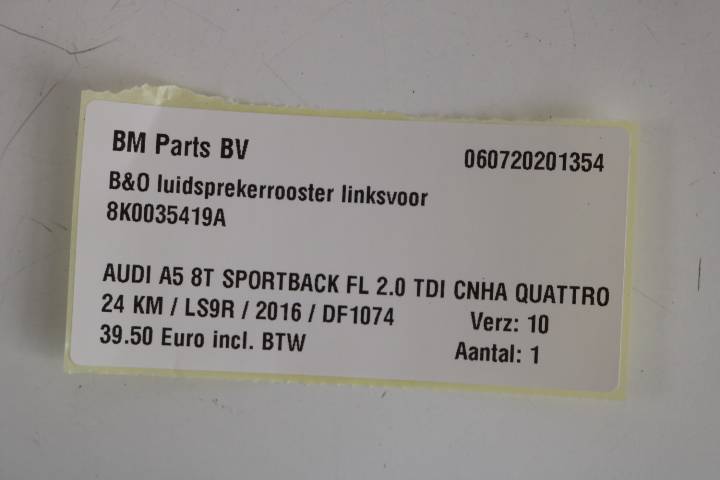 BM Parts BV 060720201354
B&O luidsprekerrooster linksvoor
8K0035419A
AUDI A5 8T SPORTBACK FL 2.0 TDI CNHA QUATTRO
24 KM / LS9R / 2016 / DF1074 Verz: 10
39.50 Euro incl. BTW Aantal: 1